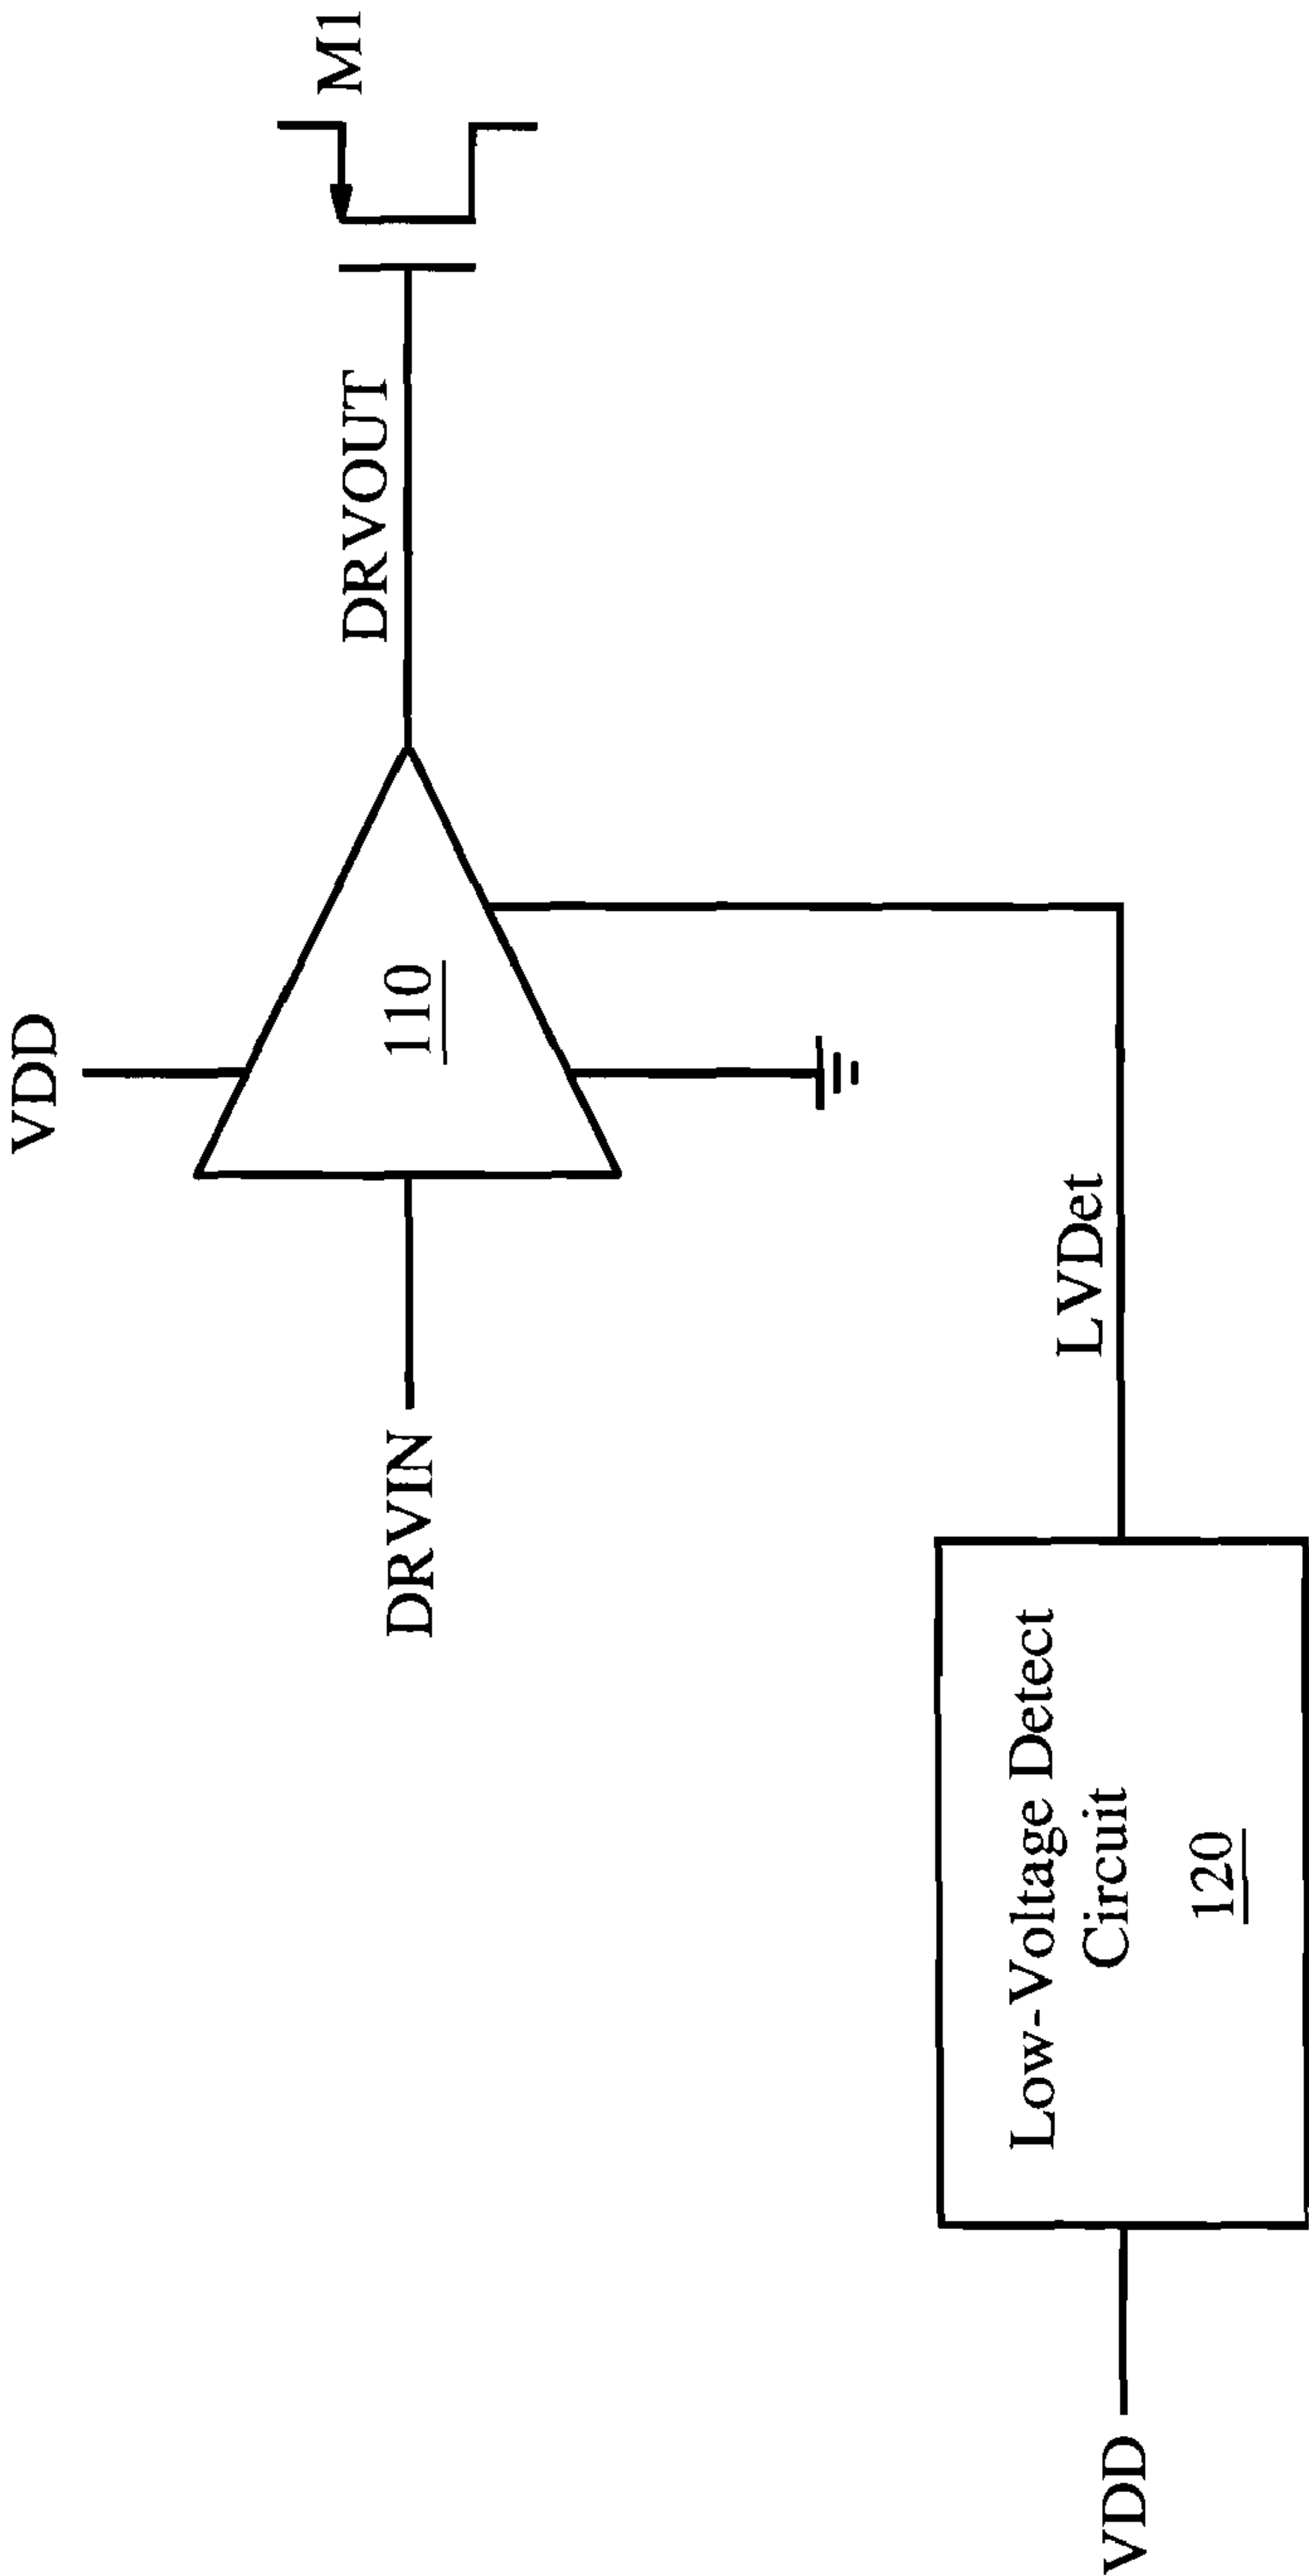 VDD
DRVIN
110
DRVOUT
M1
LVDet
VDD
Low-Voltage Detect
Circuit
120